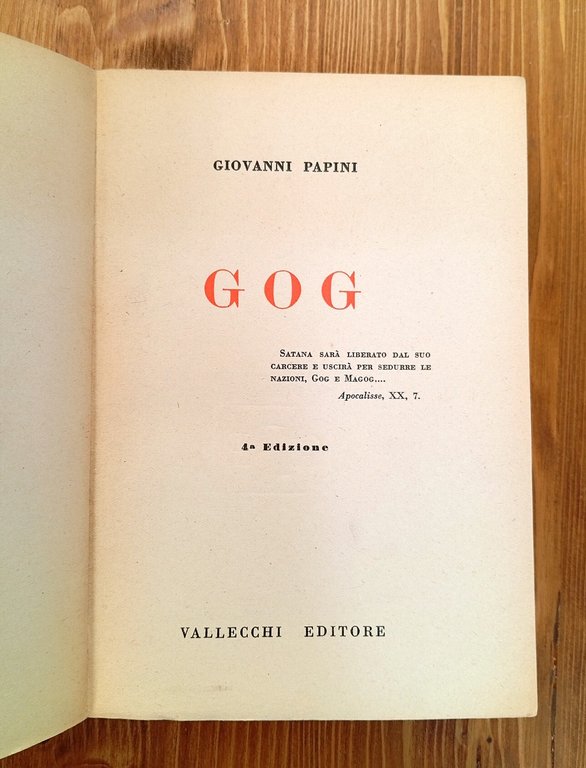 GIOVANNI PAPINI
GOG
SATANA SARÀ LIBERATO DAL SUO
CARCERE E USCIRÀ PER SEDURRE LE
NAZIONI, GOG E MAGOG,...
Apocalisse, XX, 7.
4ª Edizione
VALLECCHI EDITORE